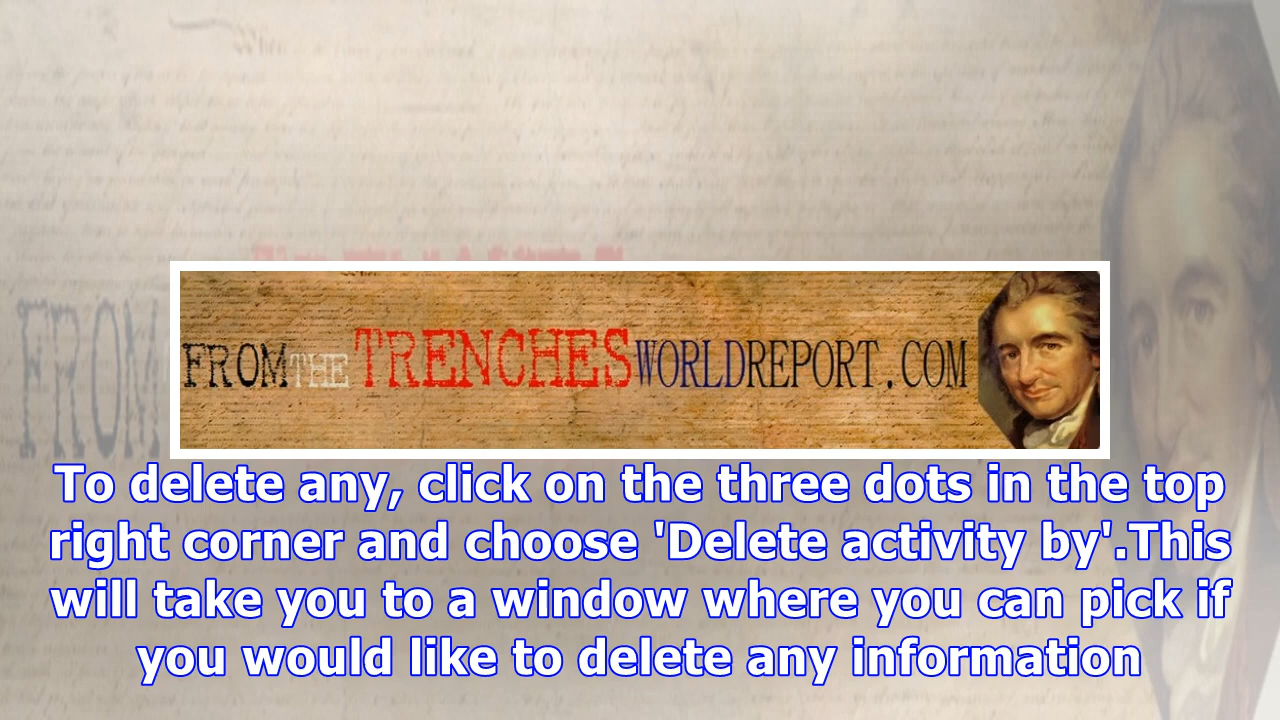 FROMTHETRENCHESWORLDREPORT.COM
FROM
To delete any, click on the three dots in the top
right corner and choose 'Delete activity by'.This
will take you to a window where you can pick if
you would like to delete any information